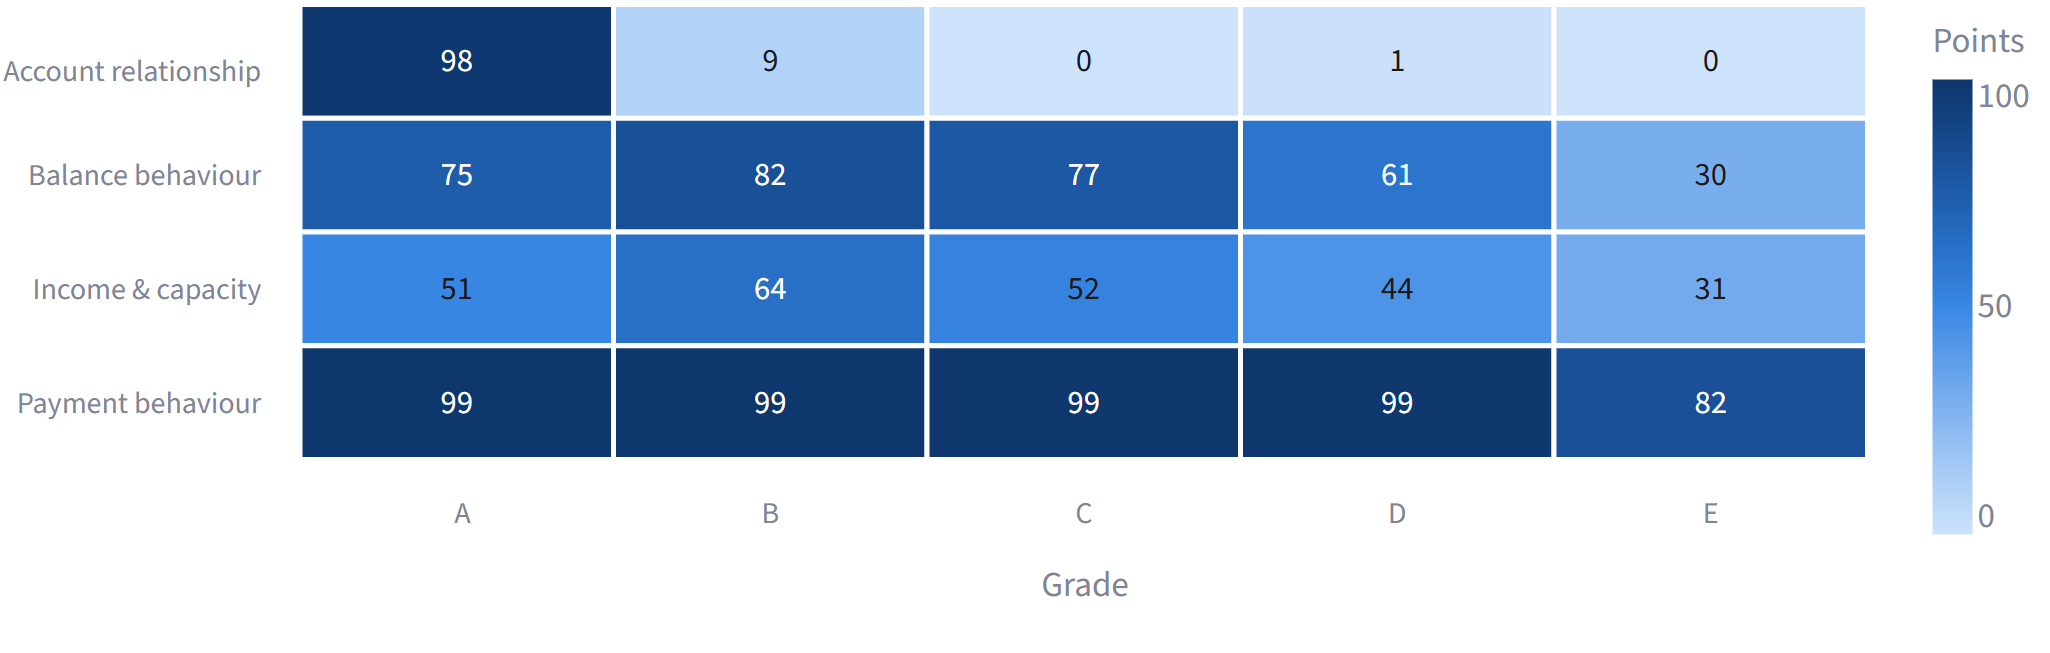 Account relationship 98 9 0 1 0
Balance behaviour 75 82 77 61 30
Income & capacity 51 64 52 44 31
Payment behaviour 99 99 99 99 82
A B C D E
Grade
Points
100
50
0